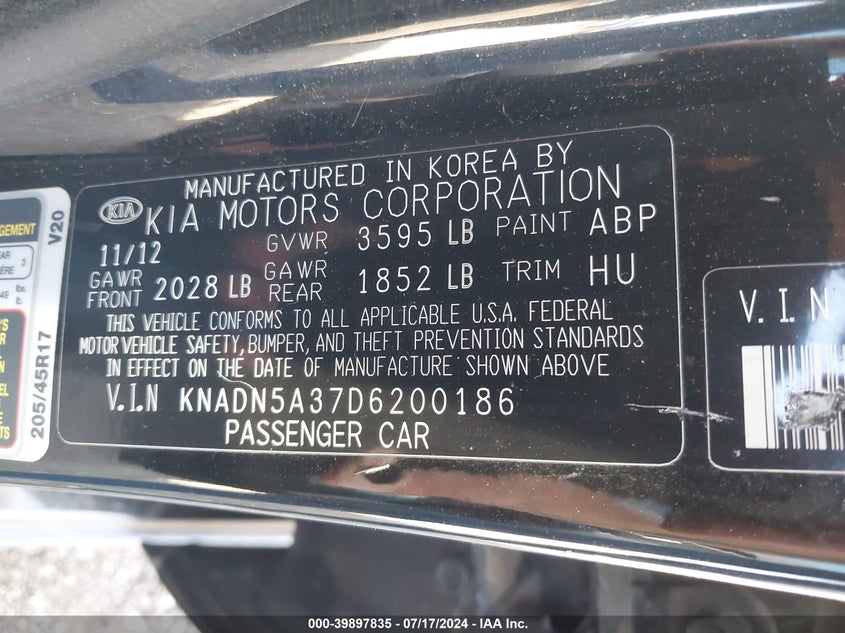 MANUFACTURED IN KOREA BY
KIA KIA MOTORS CORPORATION
11/12 GVWR 3595 LB PAINT ABP
GAWR FRONT 2028 LB GAWR REAR 1852 LB TRIM HU
THIS VEHICLE CONFORMS TO ALL APPLICABLE U.S.A. FEDERAL
MOTOR VEHICLE SAFETY, BUMPER, AND THEFT PREVENTION STANDARDS
IN EFFECT ON THE DATE OF MANUFACTURE SHOWN ABOVE
V.I.N KNADN5A37D6200186
PASSENGER CAR
V20
205/45R17
V. I. N.
000-39897835 - 07/17/2024 - IAA, Inc.